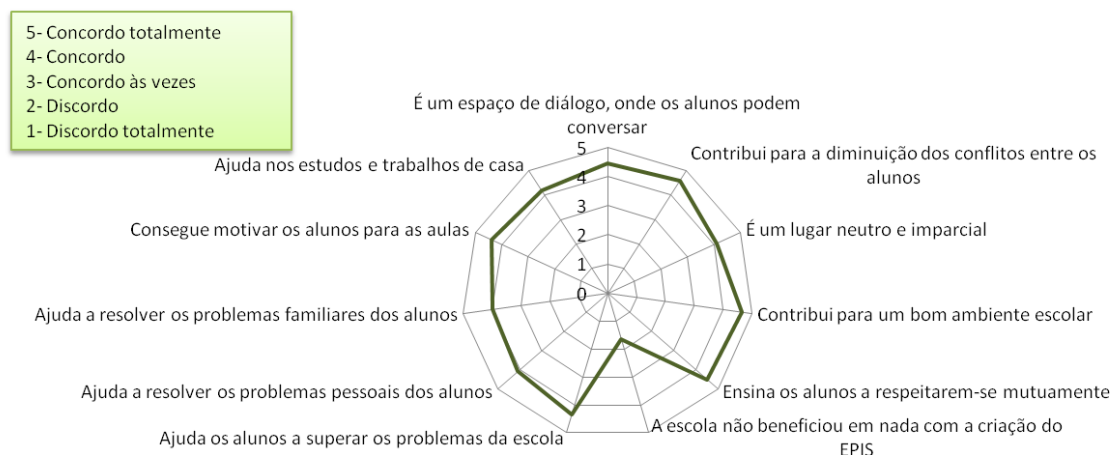 5- Concordo totalmente
4- Concordo
3- Concordo às vezes
2- Discordo
1- Discordo totalmente
É um espaço de diálogo, onde os alunos podem
conversar
Contribui para a diminuição dos conflitos entre os
alunos
É um lugar neutro e imparcial
Contribui para um bom ambiente escolar
Ensina os alunos a respeitarem-se mutuamente
A escola não beneficiou em nada com a criação do
EPIS
Ajuda os alunos a superar os problemas da escola
Ajuda a resolver os problemas pessoais dos alunos
Ajuda a resolver os problemas familiares dos alunos
Consegue motivar os alunos para as aulas
Ajuda nos estudos e trabalhos de casa
5
4
3
2
1
0